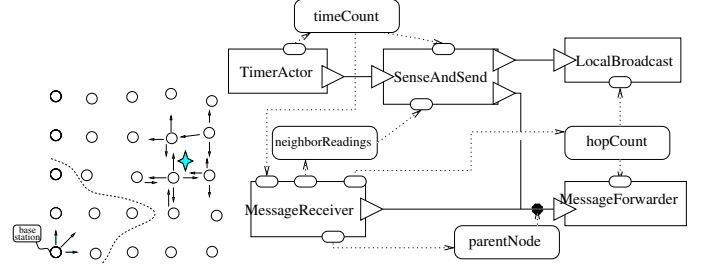 timeCount
TimerActor
SenseAndSend
LocalBroadcast
neighborReadings
hopCount
MessageReceiver
MessageForwarder
parentNode
base
station